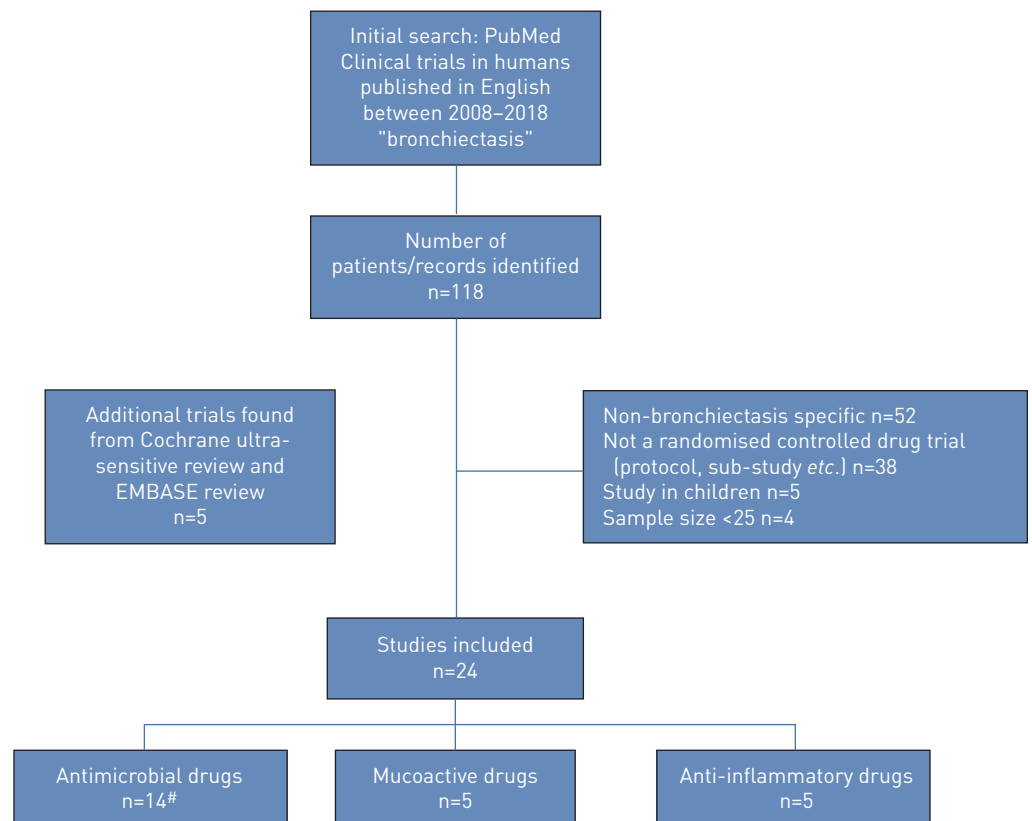 Initial search: PubMed
Clinical trials in humans
published in English
between 2008–2018
"bronchiectasis"
Number of
patients/records identified
n=118
Additional trials found
from Cochrane ultra-
sensitive review and
EMBASE review
n=5
Non-bronchiectasis specific n=52
Not a randomised controlled drug trial
(protocol, sub-study etc.) n=38
Study in children n=5
Sample size <25 n=4
Studies included
n=24
Antimicrobial drugs
n=14#
Mucoactive drugs
n=5
Anti-inflammatory drugs
n=5